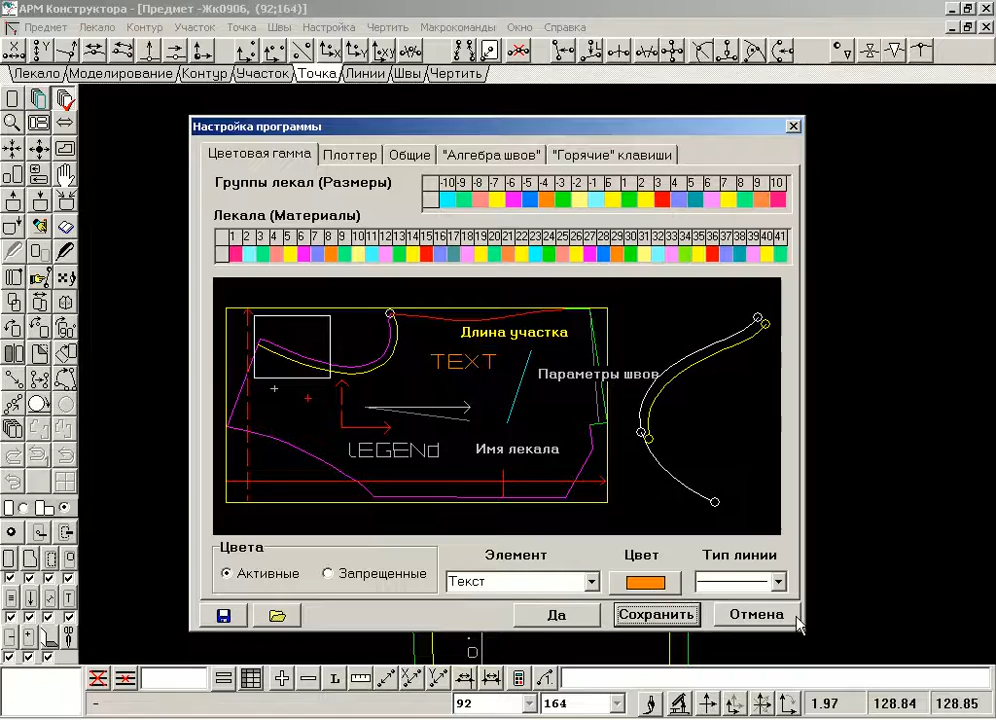 АРМ Конструктора - [Предмет -Жк0906, (92;164)]
Предмет Лекало Контур Участок Точка Швы Настройка Чертить Макрокоманды Окно Справка
Лекало Моделирование Контур Участок Точка Линии Швы Чертить
Настройка программы
Цветовая гамма Плоттер Общие "Алгебра швов" "Горячие" клавиши
Группы лекал (Размеры)
-10 -9 -8 -7 -6 -5 -4 -3 -2 -1 Б 1 2 3 4 5 6 7 8 9 10
Лекала (Материалы)
1 2 3 4 5 6 7 8 9 10 11 12 13 14 15 16 17 18 19 20 21 22 23 24 25 26 27 28 29 30 31 32 33 34 35 36 37 38 39 40 41
Длина участка
TEXT
Параметры швов
LEGENd
Имя лекала
Цвета
Активные Запрещенные
Элемент Цвет Тип линии
Текст
Да Сохранить Отмена
92 164 1.97 128.84 128.85